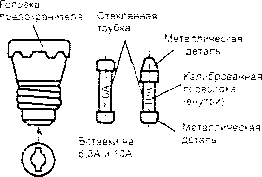 Головка
предохранителя
Стеклянная
трубка
Металлическая
деталь
Калиброванная
проволока
(внутри)
Вставки на
6,3А и 10А
Металлическая
деталь